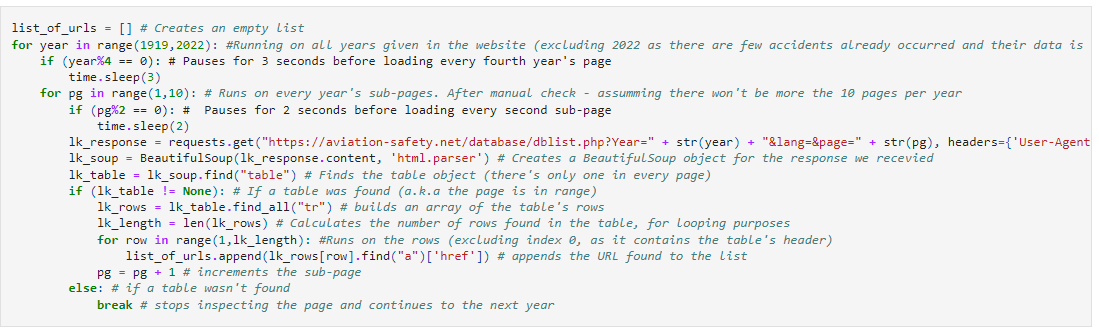 list_of_urls = [] # Creates an empty list
for year in range(1919,2022): #Running on all years given in the website (excluding 2022 as there are few accidents already occurred and their data is
    if (year%4 == 0): # Pauses for 3 seconds before loading every fourth year's page
        time.sleep(3)
    for pg in range(1,10): # Runs on every year's sub-pages. After manual check - assumming there won't be more the 10 pages per year
        if (pg%2 == 0): #  Pauses for 2 seconds before loading every second sub-page
            time.sleep(2)
        lk_response = requests.get("https://aviation-safety.net/database/dblist.php?Year=" + str(year) + "&lang=&page=" + str(pg), headers={'User-Agent
        lk_soup = BeautifulSoup(lk_response.content, 'html.parser') # Creates a BeautifulSoup object for the response we recevied
        lk_table = lk_soup.find("table") # Finds the table object (there's only one in every page)
        if (lk_table != None): # If a table was found (a.k.a the page is in range)
            lk_rows = lk_table.find_all("tr") # builds an array of the table's rows
            lk_length = len(lk_rows) # Calculates the number of rows found in the table, for looping purposes
            for row in range(1,lk_length): #Runs on the rows (excluding index 0, as it contains the table's header)
                list_of_urls.append(lk_rows[row].find("a")['href']) # appends the URL found to the list
            pg = pg + 1 # increments the sub-page
        else: # if a table wasn't found
            break # stops inspecting the page and continues to the next year